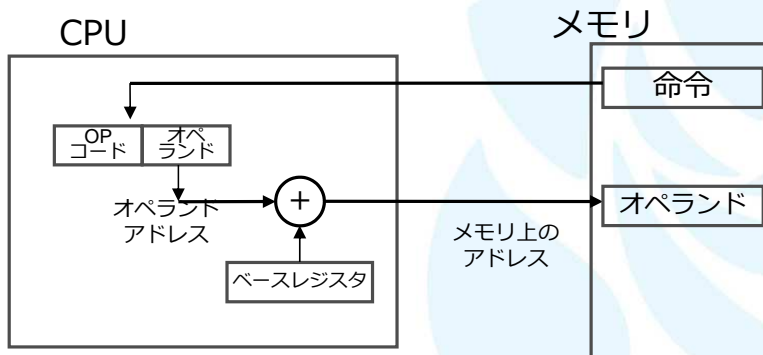 CPU
メモリ
命令
OP
コード
オペ
ランド
オペランド
アドレス
+
オペランド
メモリ上の
アドレス
ベースレジスタ